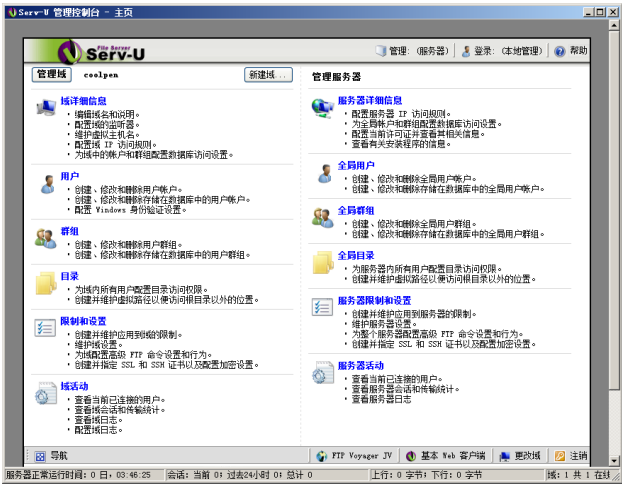 Serv-U 管理控制台 - 主页
File Server
Serv-U
管理: (服务器)
登录: (本地管理)
帮助
管理域
coolpen
新建域...
域详细信息
· 编辑域名和说明。
· 配置域的监听器。
· 维护虚拟主机名。
· 配置域 IP 访问规则。
· 为域中的帐户和群组配置数据库访问设置。
用户
· 创建、修改和删除用户帐户。
· 创建、修改和删除存储在数据库中的用户帐户。
· 配置 Windows 身份验证设置。
群组
· 创建、修改和删除用户群组。
· 创建、修改和删除存储在数据库中的用户群组。
目录
· 为域内所有用户配置目录访问权限。
· 创建并维护虚拟路径以便访问根目录以外的位置。
限制和设置
· 创建并维护应用到域的限制。
· 维护域设置。
· 为域配置高级 FTP 命令设置和行为。
· 创建并指定 SSL 和 SSH 证书以及配置加密设置。
域活动
· 查看当前已连接的用户。
· 查看域会话和传输统计。
· 查看域日志。
· 配置域日志。
管理服务器
服务器详细信息
· 配置服务器 IP 访问规则。
· 为全局帐户和群组配置数据库访问设置。
· 配置当前许可证并查看其相关信息。
· 查看有关安装程序的信息。
全局用户
· 创建、修改和删除全局用户帐户。
· 创建、修改和删除存储在数据库中的全局用户帐户。
全局群组
· 创建、修改和删除全局用户群组。
· 创建、修改和删除存储在数据库中的全局用户群组。
全局目录
· 为服务器内所有用户配置目录访问权限。
· 创建并维护虚拟路径以便访问根目录以外的位置。
服务器限制和设置
· 创建并维护应用到服务器的限制。
· 维护服务器设置。
· 为整个服务器配置高级 FTP 命令设置和行为。
· 创建并指定 SSL 和 SSH 证书以及配置加密设置。
服务器活动
· 查看当前已连接的用户。
· 查看服务器会话和传输统计。
· 查看服务器日志
导航
FTP Voyager JV
基本 Web 客户端
更改域
注销
服务器正常运行时间: 0 日, 03:46:25
会话: 当前 0; 过去24小时 0; 总计 0
上行: 0 字节; 下行: 0 字节
域: 1 共 1 在线